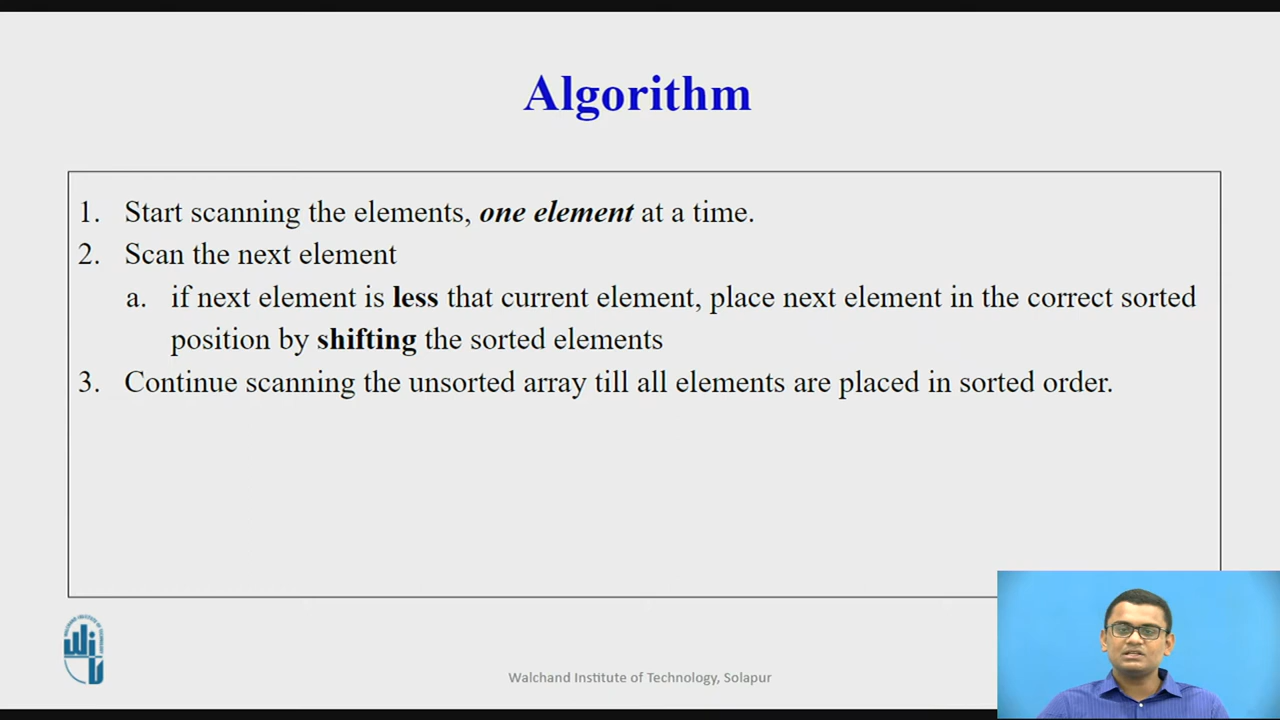 Algorithm
1. Start scanning the elements, one element at a time.
2. Scan the next element
a. if next element is less that current element, place next element in the correct sorted
position by shifting the sorted elements
3. Continue scanning the unsorted array till all elements are placed in sorted order.
Walchand Institute of Technology, Solapur